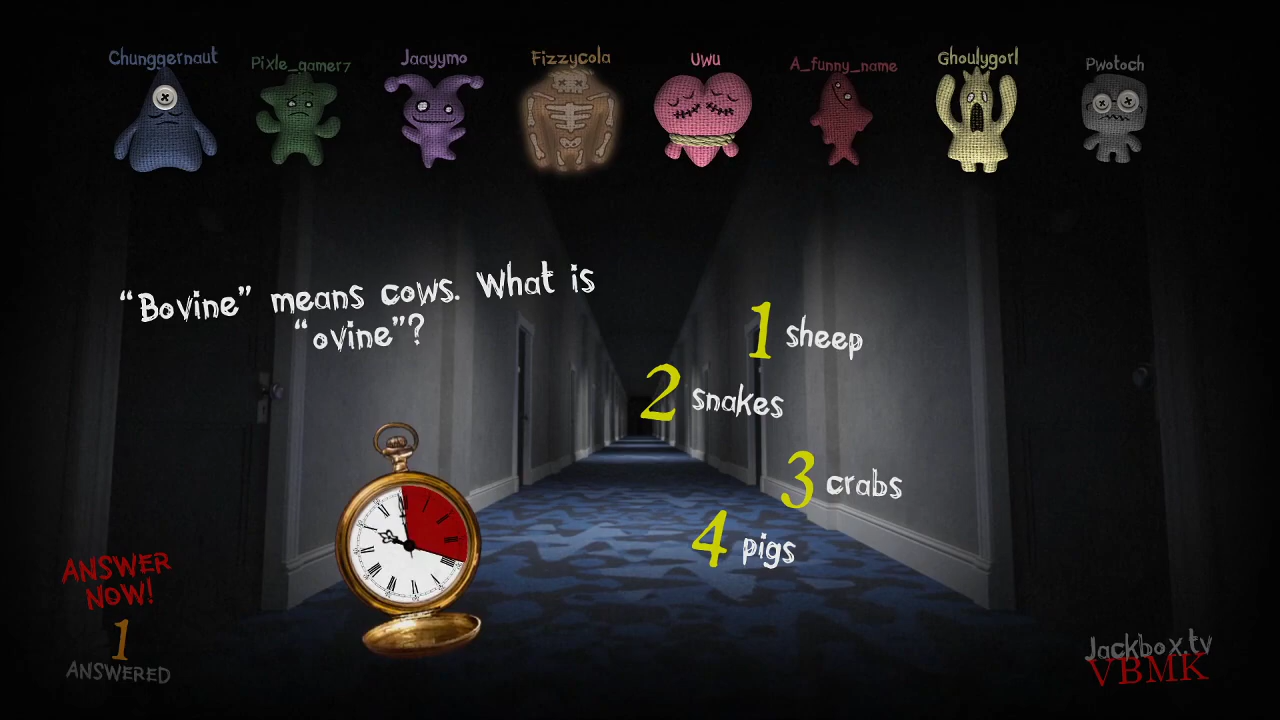 Chunggernaut
Pixle_gamer7
Jaayymo
Fizzycola
Uwu
A_funny_name
Ghoulygorl
Pwotoch
“Bovine” means cows. What is
“ovine”?
1 sheep
2 snakes
3 crabs
4 pigs
ANSWER
NOW!
1
ANSWERED
Jackbox.tv
VBMK